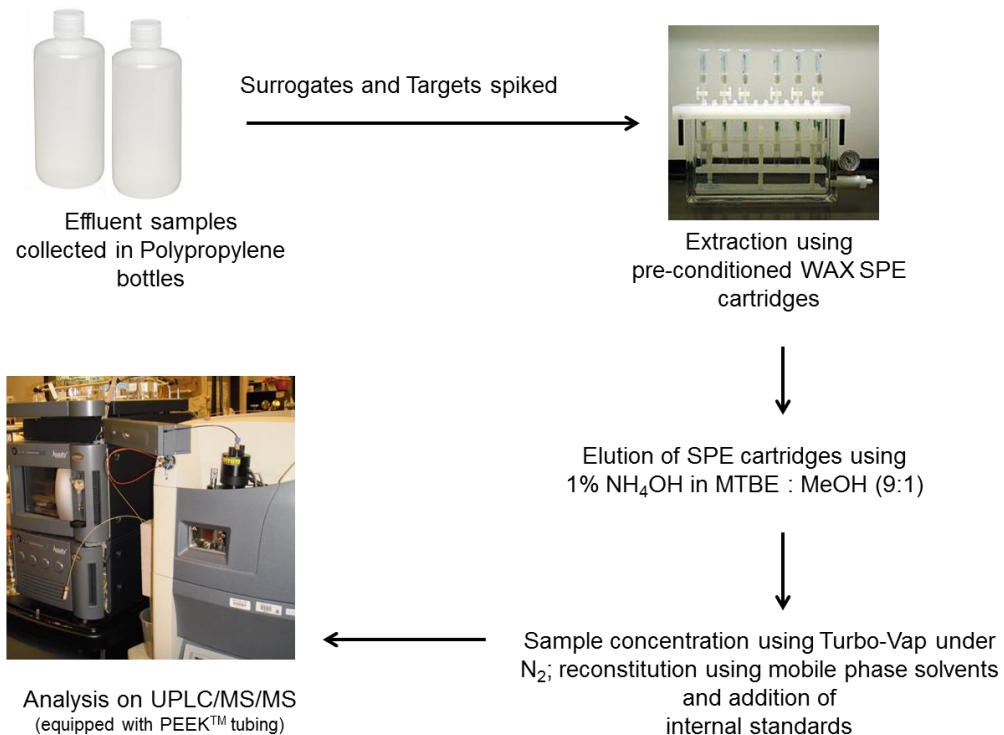 Surrogates and Targets spiked
Effluent samples
collected in Polypropylene
bottles
Extraction using
pre-conditioned WAX SPE
cartridges
Elution of SPE cartridges using
1% NH₄OH in MTBE : MeOH (9:1)
Sample concentration using Turbo-Vap under
N₂; reconstitution using mobile phase solvents
and addition of
internal standards
Analysis on UPLC/MS/MS
(equipped with PEEK™ tubing)